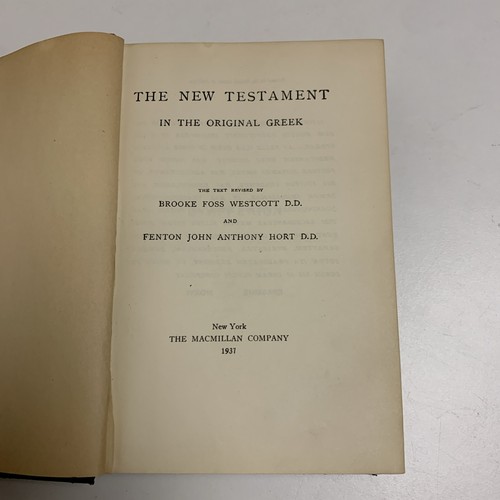 THE NEW TESTAMENT
IN THE ORIGINAL GREEK
THE TEXT REVISED BY
BROOKE FOSS WESTCOTT D.D.
AND
FENTON JOHN ANTHONY HORT D.D.
New York
THE MACMILLAN COMPANY
1937